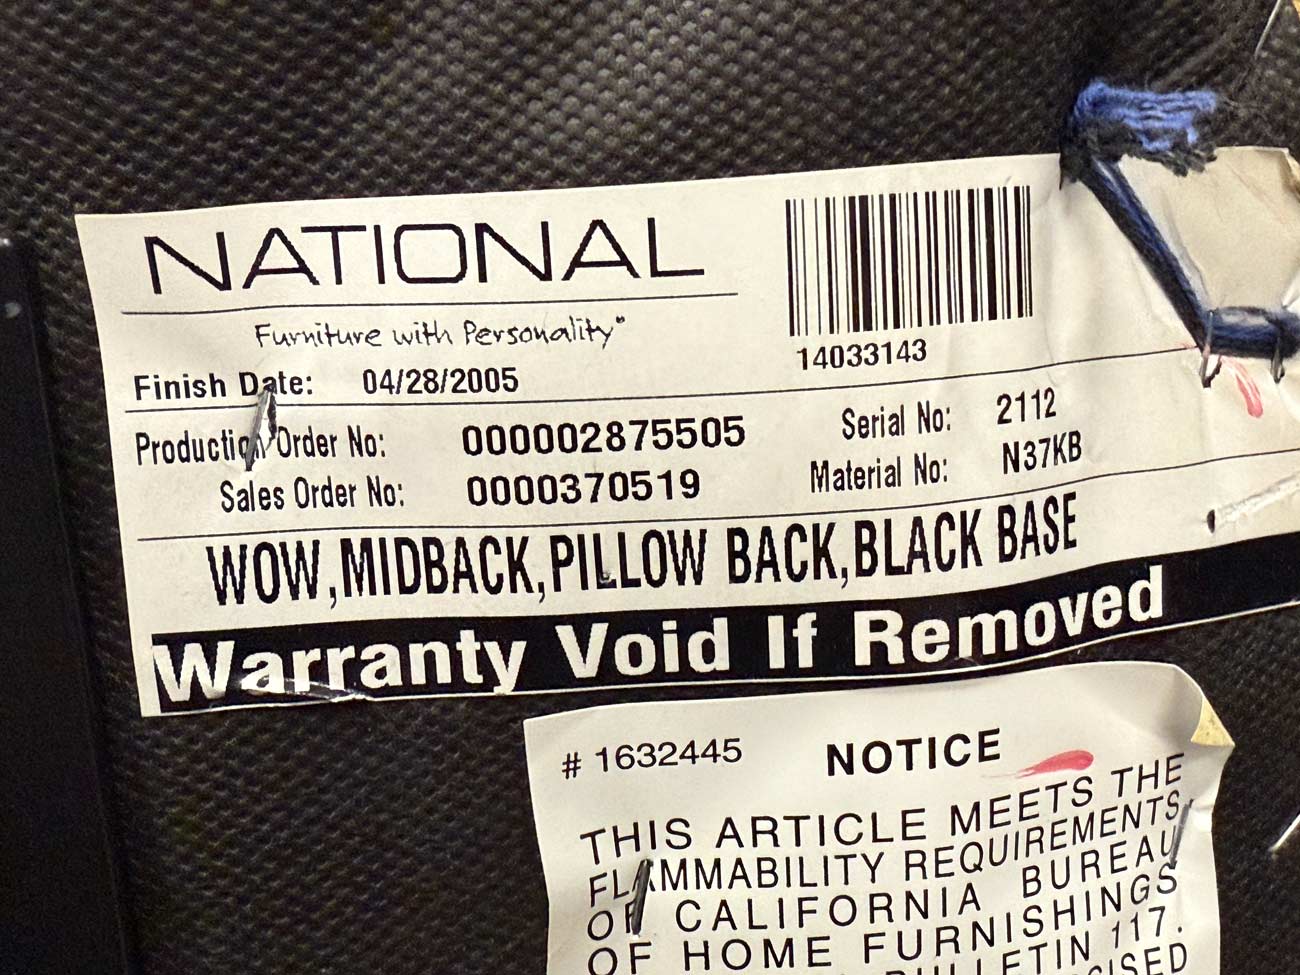 NATIONAL
Furniture with Personality
14033143
Finish Date: 04/28/2005
Production Order No: 000002875505 Serial No: 2112
Sales Order No: 0000370519 Material No: N37KB
WOW,MIDBACK,PILLOW BACK,BLACK BASE
Warranty Void If Removed
# 1632445 NOTICE
THIS ARTICLE MEETS THE
FLAMMABILITY REQUIREMENTS
OF CALIFORNIA BUREAU
OF HOME FURNISHINGS
BULLETIN 117.